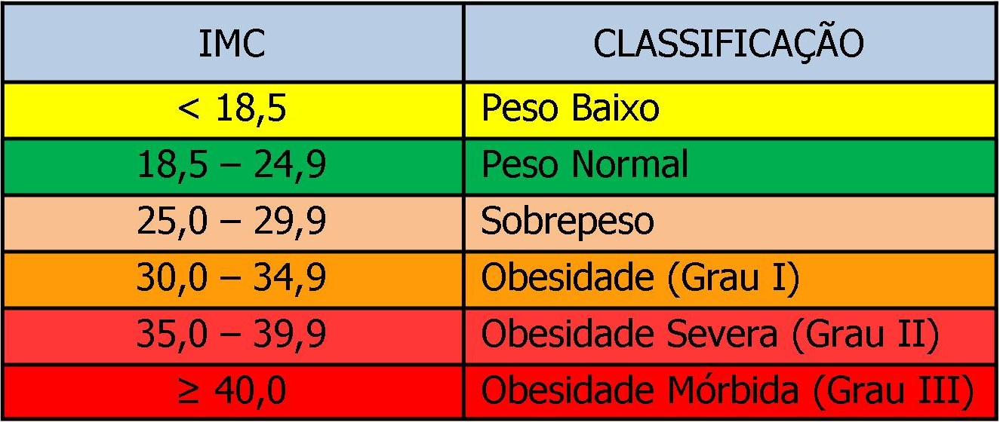 IMC CLASSIFICAÇÃO
< 18,5 Peso Baixo
18,5 – 24,9 Peso Normal
25,0 – 29,9 Sobrepeso
30,0 – 34,9 Obesidade (Grau I)
35,0 – 39,9 Obesidade Severa (Grau II)
≥ 40,0 Obesidade Mórbida (Grau III)